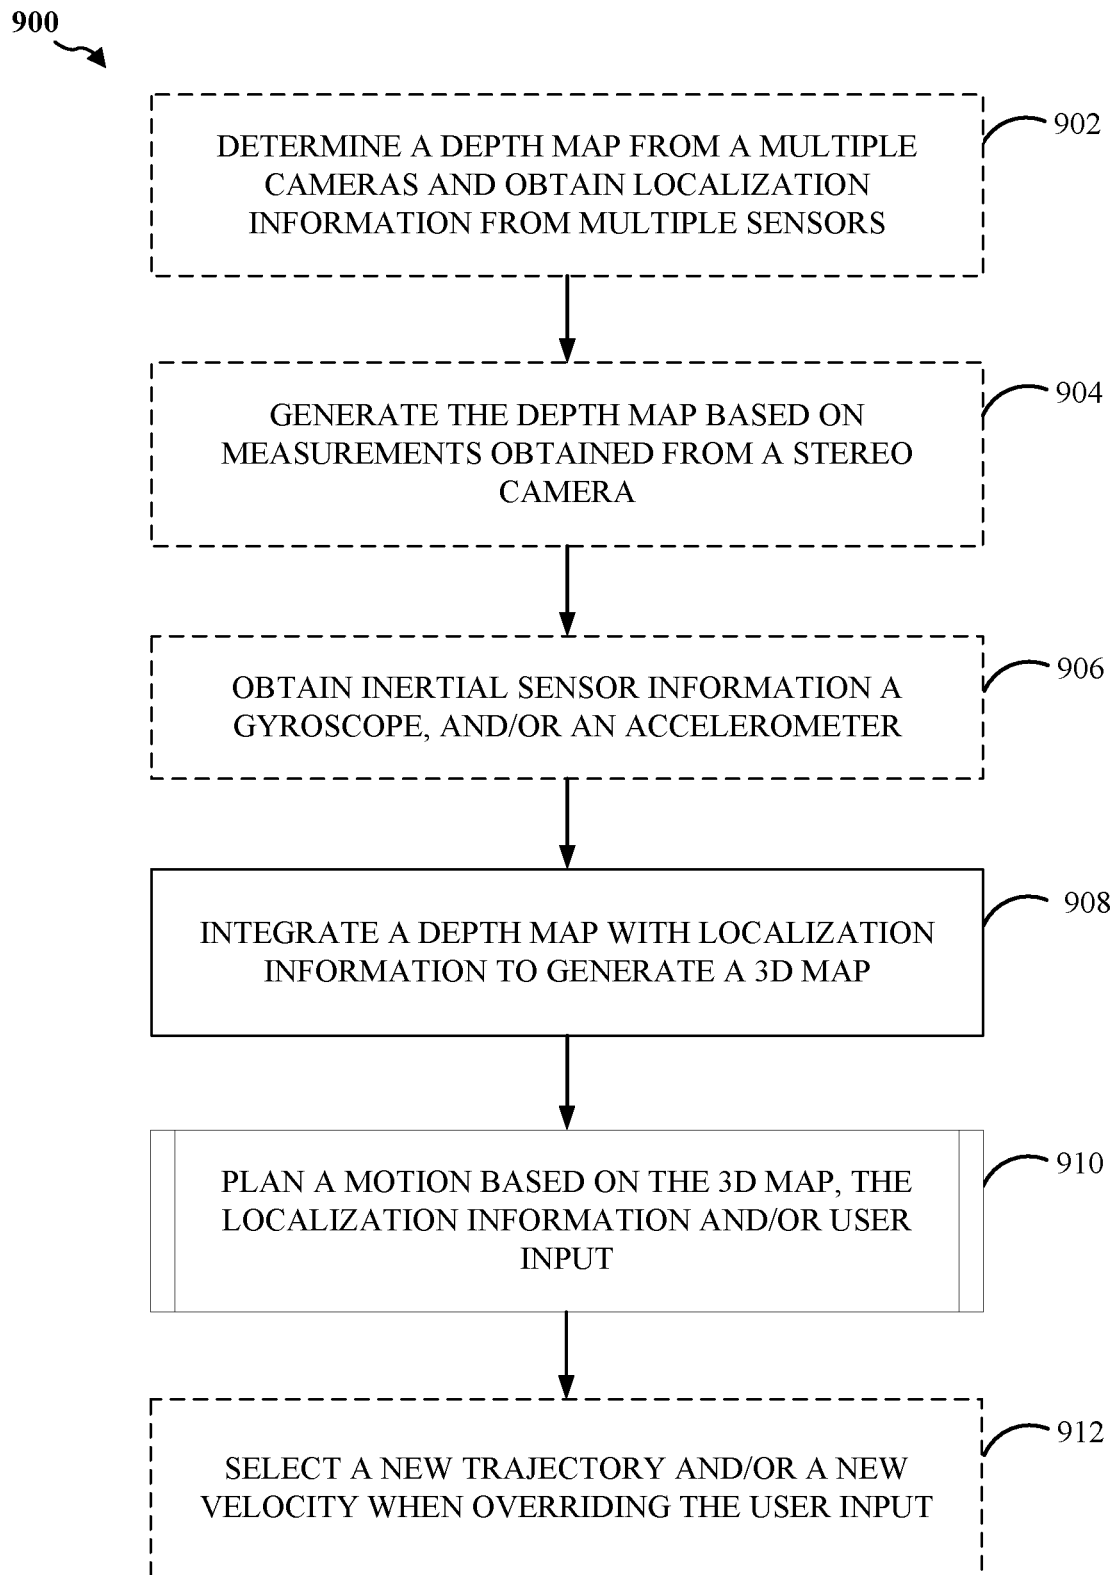 900
DETERMINE A DEPTH MAP FROM A MULTIPLE
CAMERAS AND OBTAIN LOCALIZATION
INFORMATION FROM MULTIPLE SENSORS
902
GENERATE THE DEPTH MAP BASED ON
MEASUREMENTS OBTAINED FROM A STEREO
CAMERA
904
OBTAIN INERTIAL SENSOR INFORMATION A
GYROSCOPE, AND/OR AN ACCELEROMETER
906
INTEGRATE A DEPTH MAP WITH LOCALIZATION
INFORMATION TO GENERATE A 3D MAP
908
PLAN A MOTION BASED ON THE 3D MAP, THE
LOCALIZATION INFORMATION AND/OR USER
INPUT
910
SELECT A NEW TRAJECTORY AND/OR A NEW
VELOCITY WHEN OVERRIDING THE USER INPUT
912